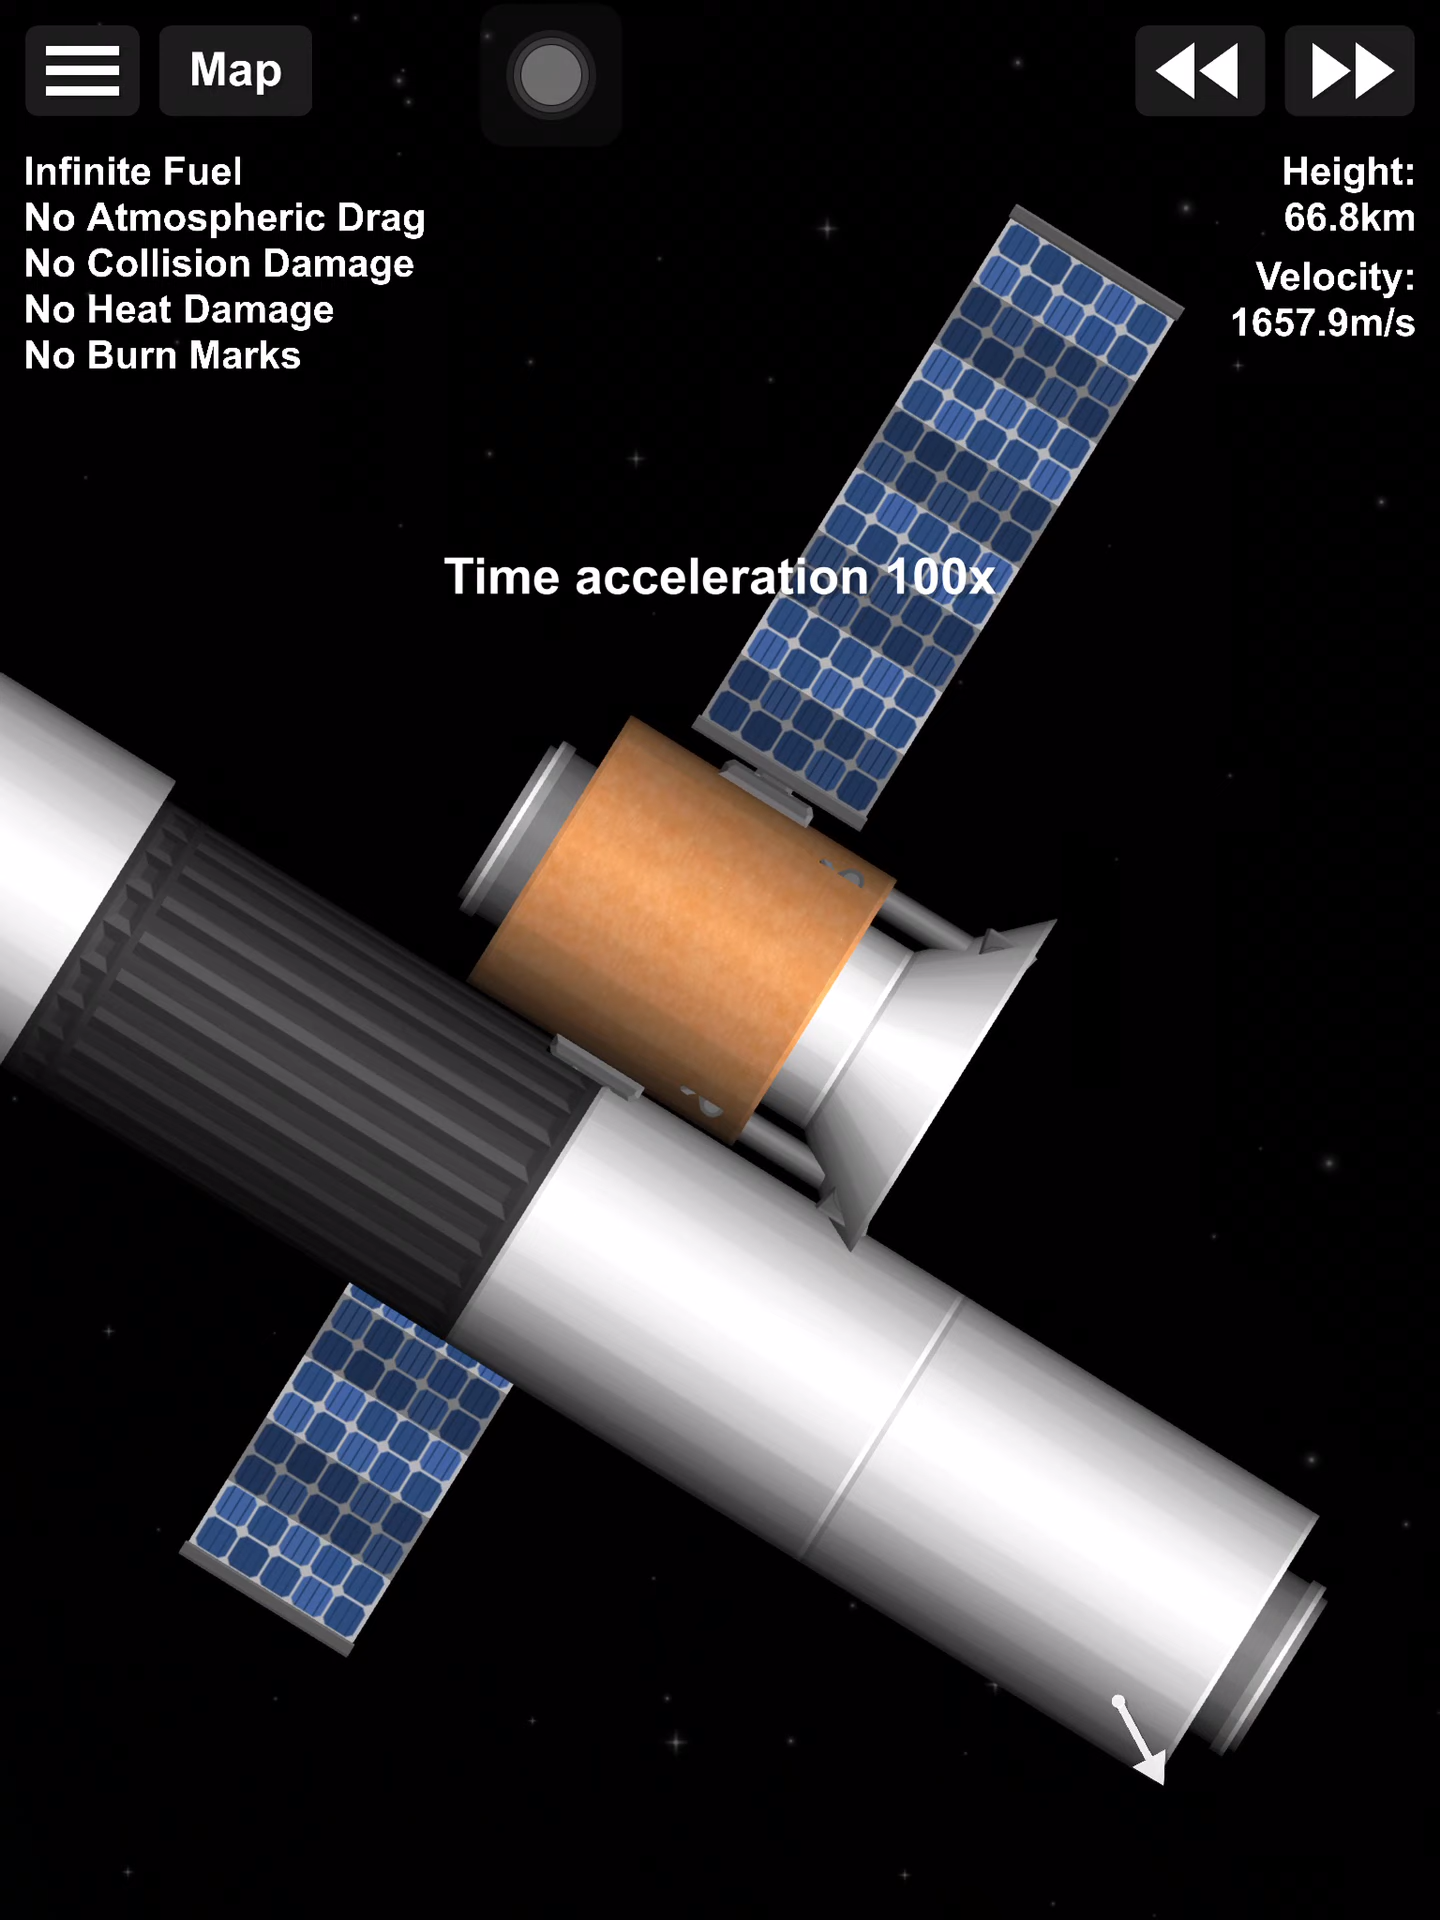 Map
Infinite Fuel
No Atmospheric Drag
No Collision Damage
No Heat Damage
No Burn Marks
Height:
66.8km
Velocity:
1657.9m/s
Time acceleration 100x